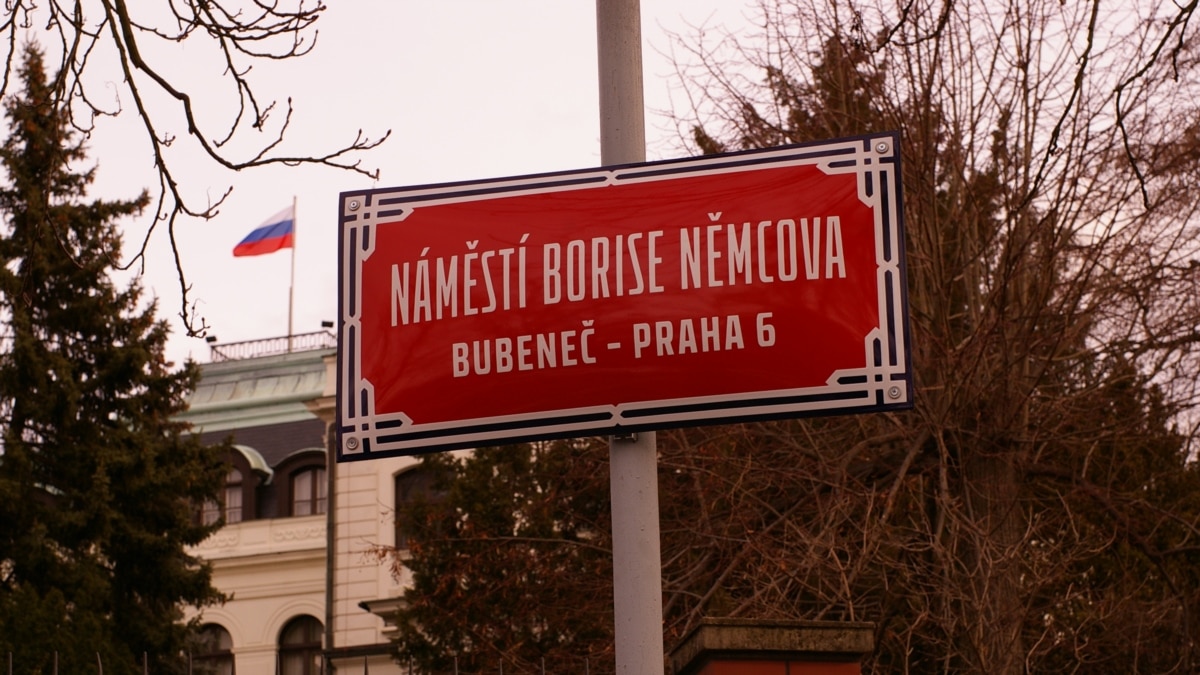 NÁMĚSTÍ BORISE NĚMCOVA
BUBENEČ – PRAHA 6